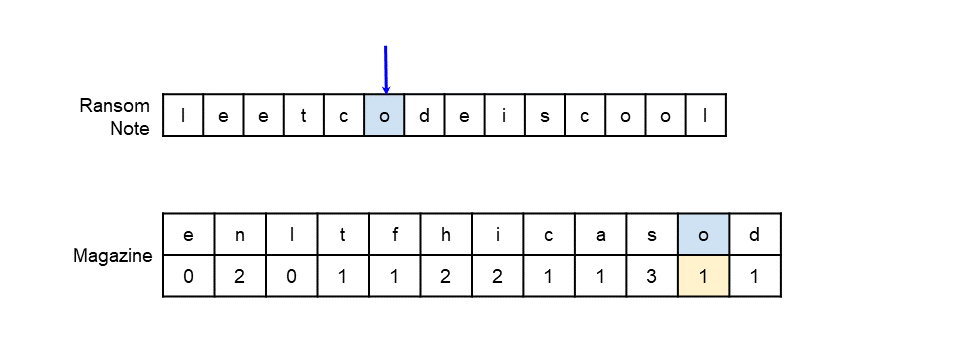 Ransom
Note
l e e t c o d e i s c o o l
Magazine
e n l t f h i c a s o d
0 2 0 1 1 2 2 1 1 3 1 1